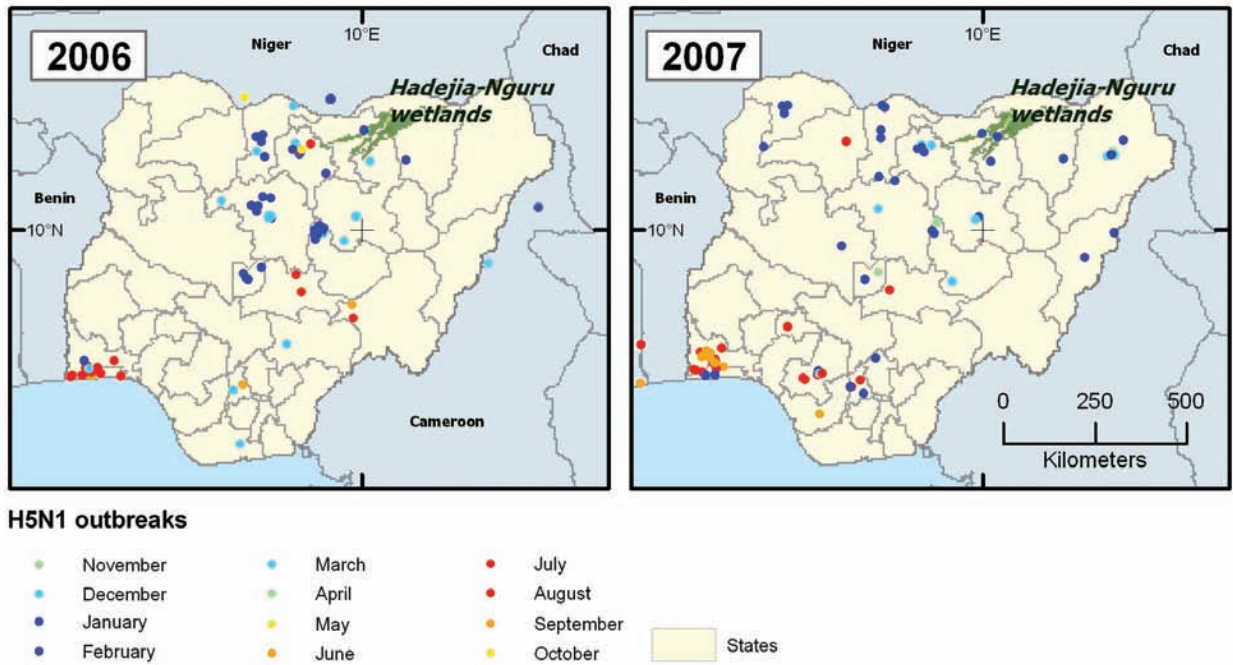 2006
Niger
10°E
Chad
Hadejia-Nguru
wetlands
Benin
10°N
Cameroon
2007
Niger
10°E
Chad
Hadejia-Nguru
wetlands
Benin
10°N
0 250 500
Kilometers
H5N1 outbreaks
November
December
January
February
March
April
May
June
July
August
September
October
States